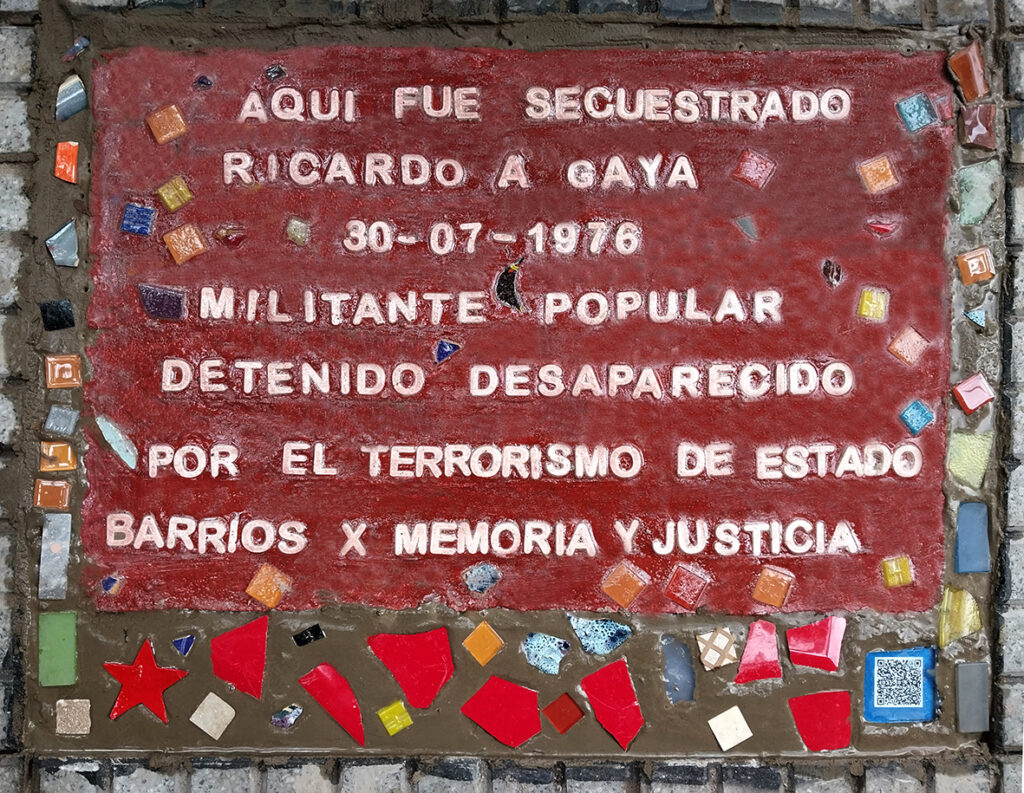 AQUI FUE SECUESTRADO
RICARDO A GAYA
30-07-1976
MILITANTE POPULAR
DETENIDO DESAPARECIDO
POR EL TERRORISMO DE ESTADO
BARRIOS X MEMORIA Y JUSTICIA